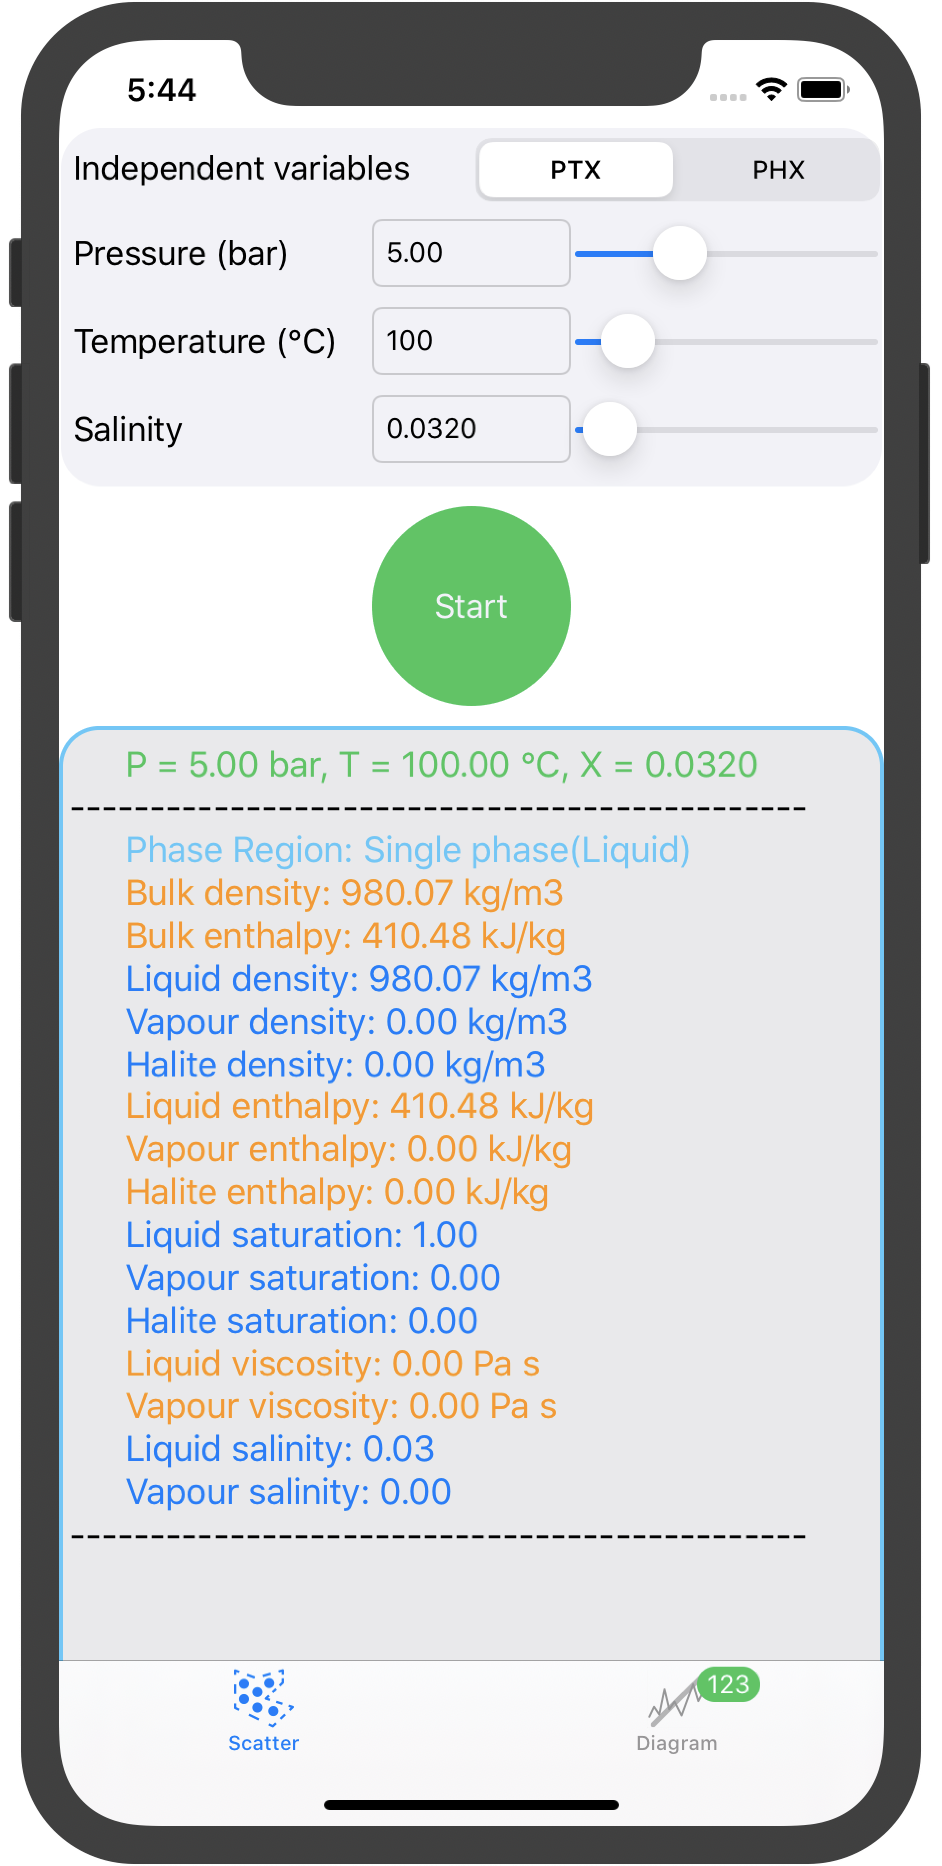 5:44
Independent variables PTX PHX
Pressure (bar) 5.00
Temperature (°C) 100
Salinity 0.0320
Start
P = 5.00 bar, T = 100.00 °C, X = 0.0320
----------------------------------------------
Phase Region: Single phase(Liquid)
Bulk density: 980.07 kg/m3
Bulk enthalpy: 410.48 kJ/kg
Liquid density: 980.07 kg/m3
Vapour density: 0.00 kg/m3
Halite density: 0.00 kg/m3
Liquid enthalpy: 410.48 kJ/kg
Vapour enthalpy: 0.00 kJ/kg
Halite enthalpy: 0.00 kJ/kg
Liquid saturation: 1.00
Vapour saturation: 0.00
Halite saturation: 0.00
Liquid viscosity: 0.00 Pa s
Vapour viscosity: 0.00 Pa s
Liquid salinity: 0.03
Vapour salinity: 0.00
----------------------------------------------
123
Scatter Diagram